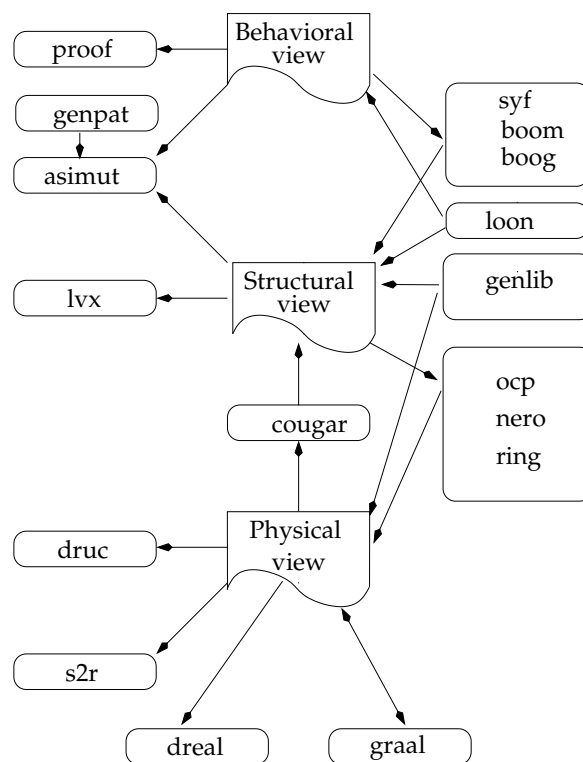 Behavioral
view
proof
genpat
asimut
syf
boom
boog
loon
Structural
view
lvx
genlib
cougar
ocp
nero
ring
Physical
view
druc
s2r
dreal
graal